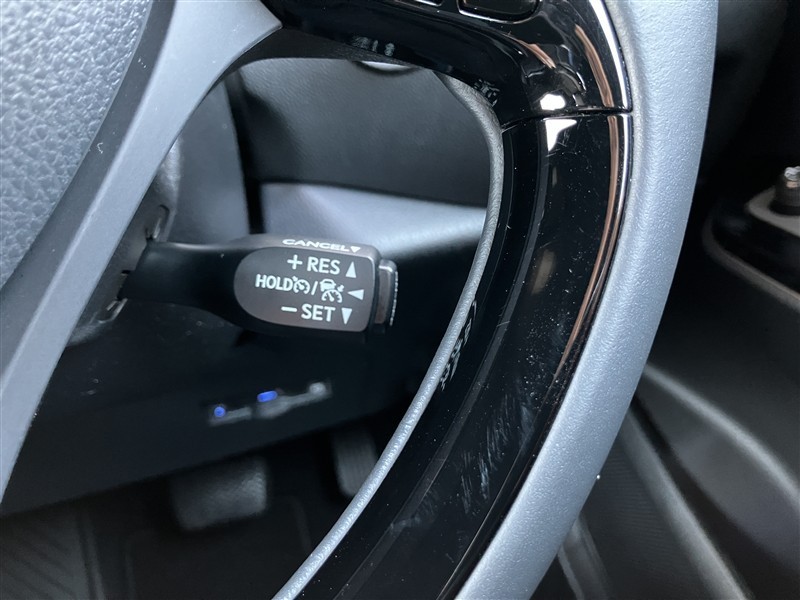 CANCEL▼
+ RES ▲
HOLD / ◀
− SET ▼